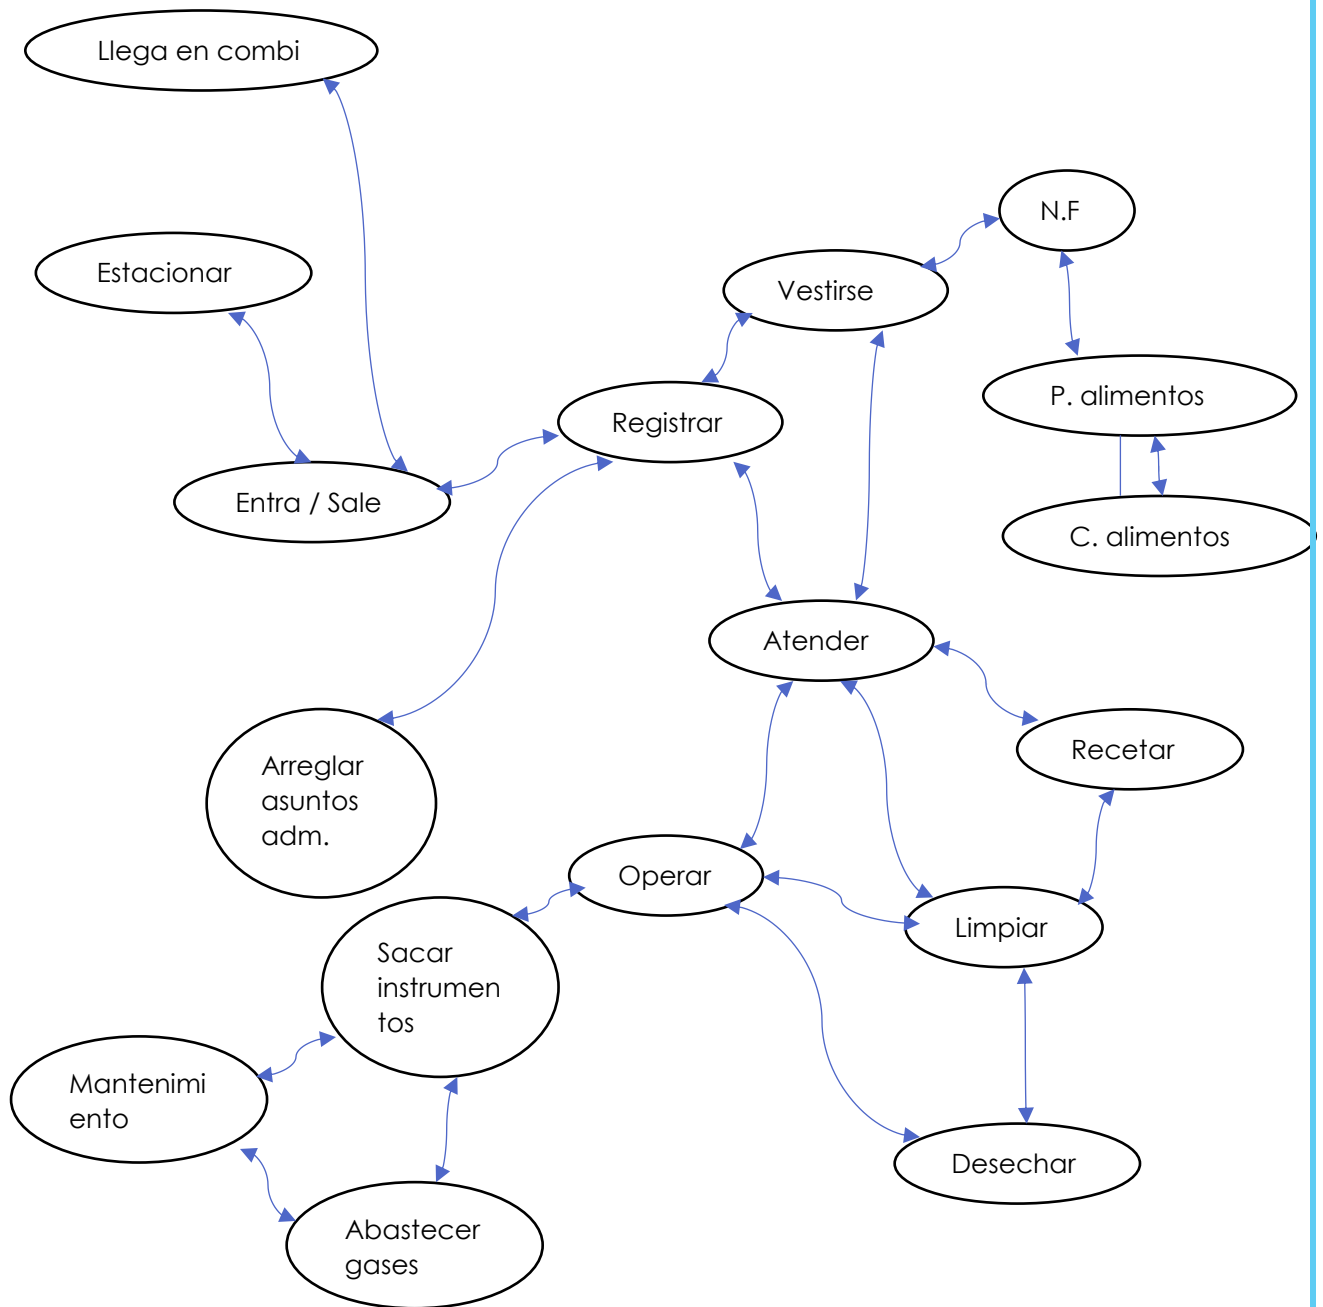 Llega en combi
N.F
Estacionar
Vestirse
P. alimentos
Registrar
Entra / Sale
C. alimentos
Atender
Recetar
Arreglar
asuntos
adm.
Operar
Limpiar
Sacar
instrumen
tos
Mantenimi
ento
Desechar
Abastecer
gases